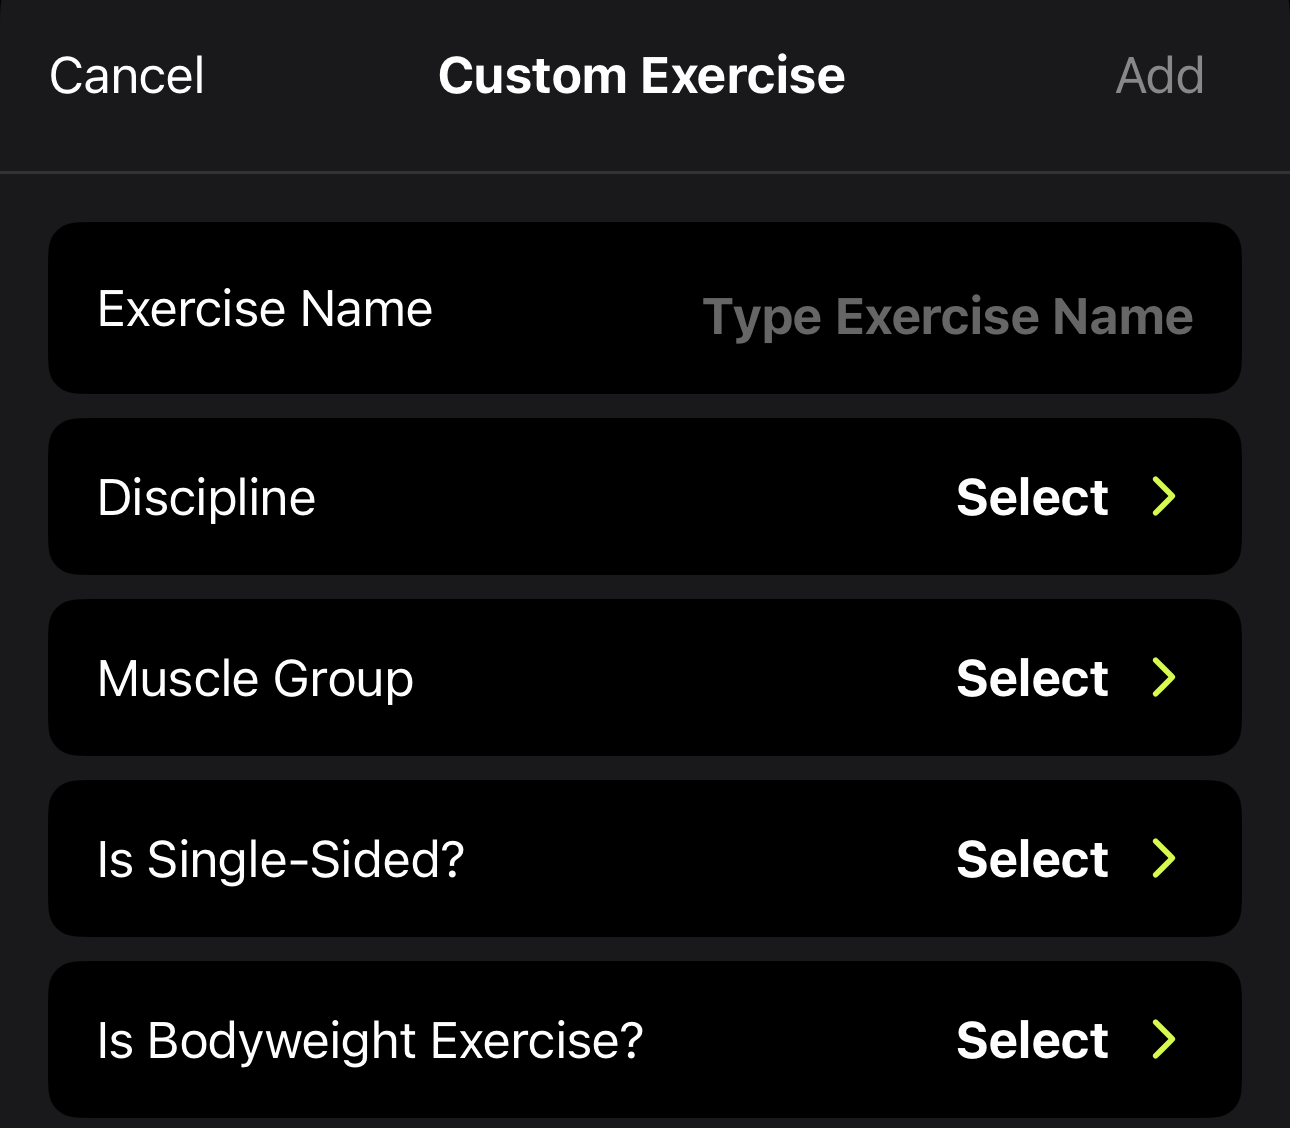 Cancel Custom Exercise Add
Exercise Name Type Exercise Name
Discipline Select
Muscle Group Select
Is Single-Sided? Select
Is Bodyweight Exercise? Select